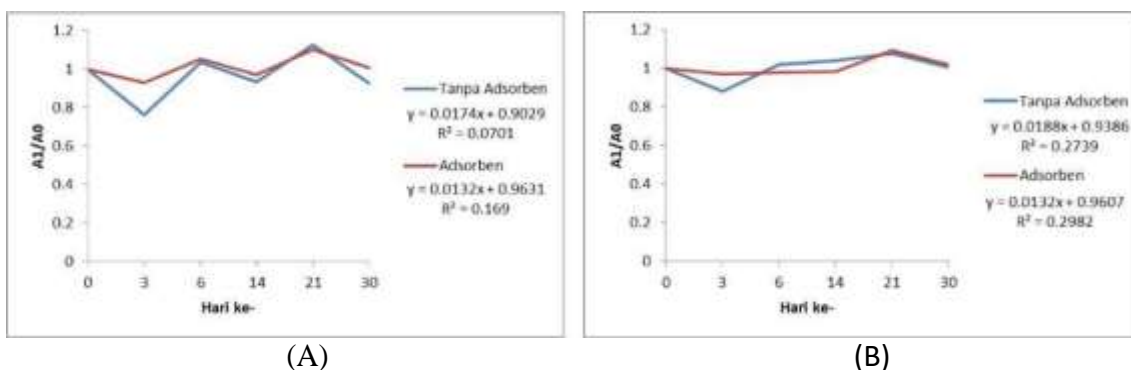 1.2
1
0.8
0.6
0.4
0.2
0
A1/A0
0 3 6 14 21 30
Hari ke-
Tanpa Adsorben
y = 0.0174x + 0.9029
R² = 0.0701
Adsorben
y = 0.0132x + 0.9631
R² = 0.169
(A)
1.2
1
0.8
0.6
0.4
0.2
0
A1/A0
0 3 6 14 21 30
Hari ke-
Tanpa Adsorben
y = 0.0188x + 0.9386
R² = 0.2739
Adsorben
y = 0.0132x + 0.9607
R² = 0.2982
(B)